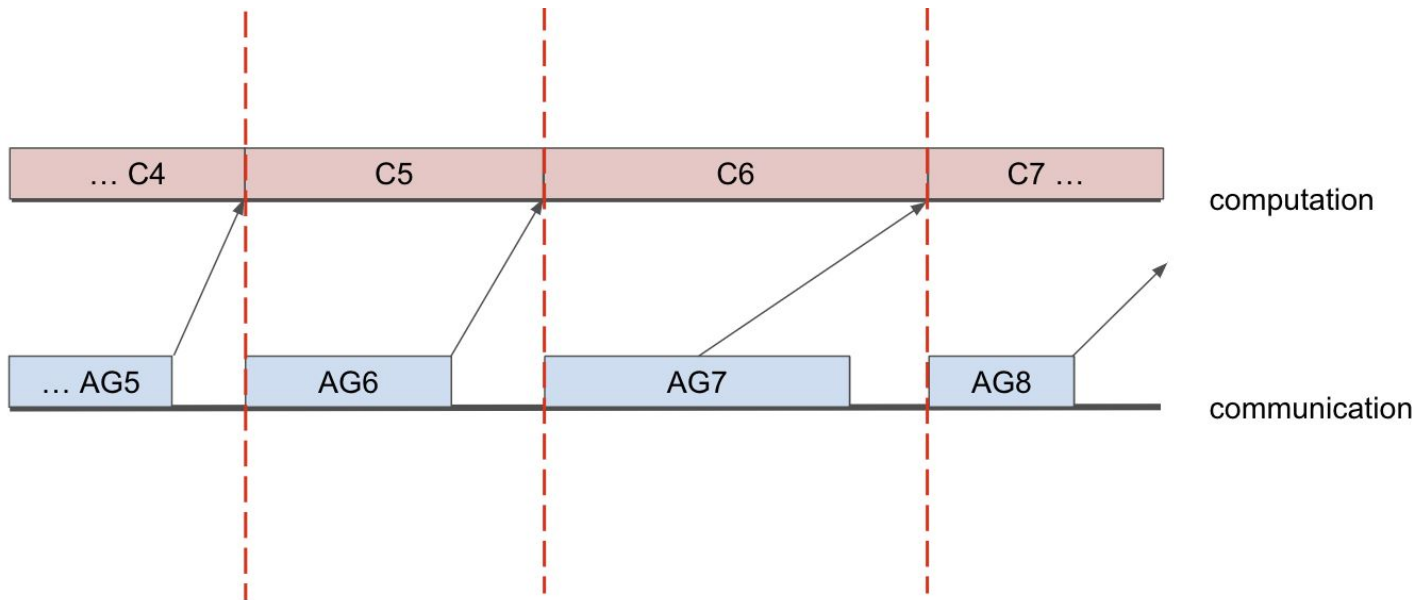 … C4
C5
C6
C7 …
computation
… AG5
AG6
AG7
AG8
communication